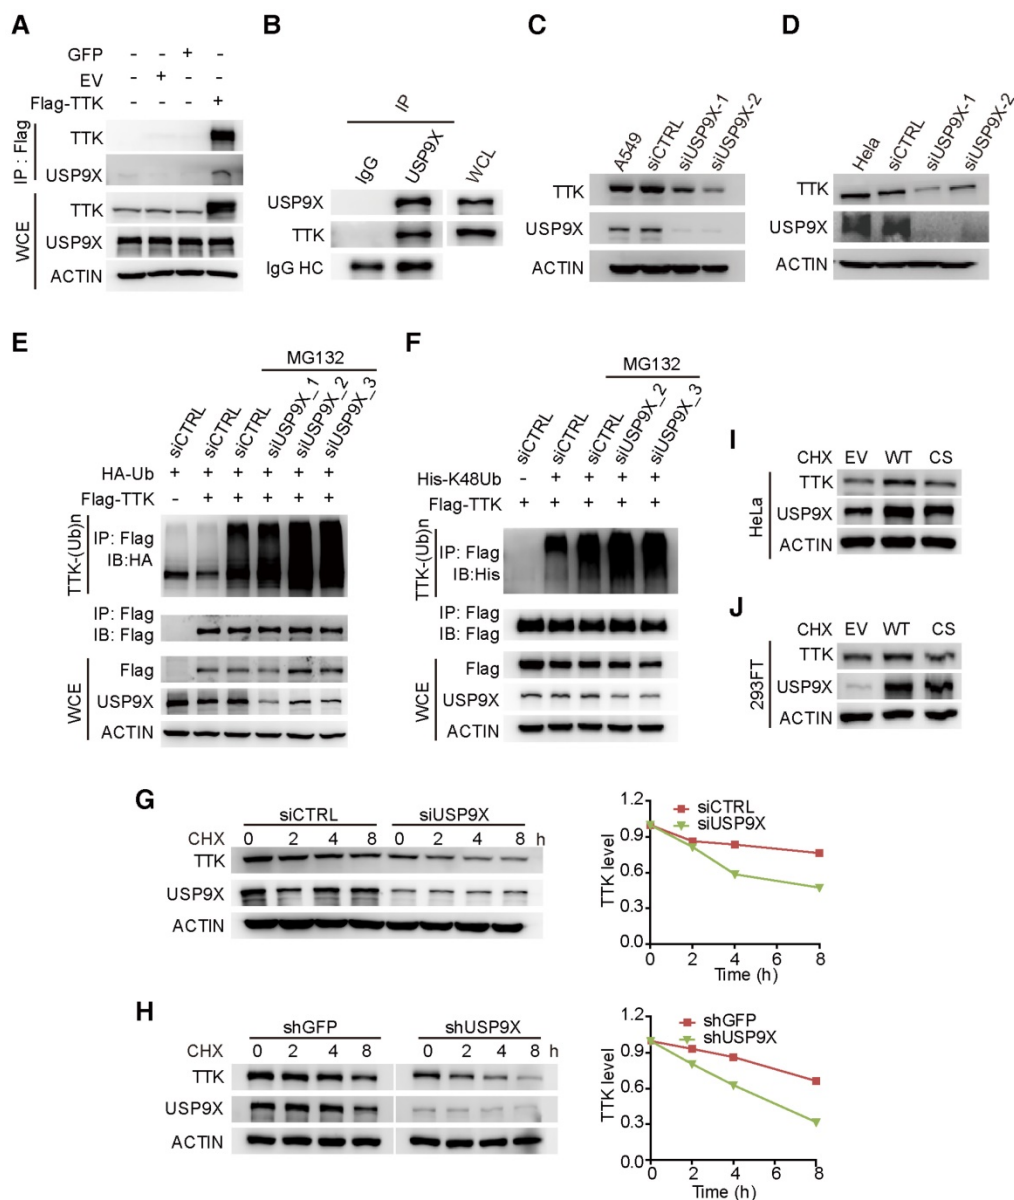 A
GFP - - + -
EV - + - -
Flag-TTK - - - +
IP : Flag
TTK
USP9X
WCE
TTK
USP9X
ACTIN
B
IP
IgG USP9X WCL
USP9X
TTK
IgG HC
C
A549 siCTRL siUSP9X-1 siUSP9X-2
TTK
USP9X
ACTIN
D
Hela siCTRL siUSP9X-1 siUSP9X-2
TTK
USP9X
ACTIN
E
MG132
siCTRL siCTRL siCTRL siUSP9X_1 siUSP9X_2 siUSP9X_3
HA-Ub + + + + + +
Flag-TTK - + + + + +
TTK-(Ub)n
IP: Flag
IB:HA
IP: Flag
IB: Flag
WCE
Flag
USP9X
ACTIN
F
MG132
siCTRL siCTRL siCTRL siUSP9X_2 siUSP9X_3
His-K48Ub - + + + +
Flag-TTK + + + + +
TTK-(Ub)n
IP: Flag
IB:His
IP: Flag
IB: Flag
WCE
Flag
USP9X
ACTIN
I
CHX EV WT CS
HeLa
TTK
USP9X
ACTIN
J
CHX EV WT CS
293FT
TTK
USP9X
ACTIN
G
siCTRL siUSP9X
CHX 0 2 4 8 0 2 4 8 h
TTK
USP9X
ACTIN
siCTRL
siUSP9X
TTK level
1.2
0.9
0.6
0.3
0.0
0 2 4 6 8
Time (h)
H
shGFP shUSP9X
CHX 0 2 4 8 0 2 4 8 h
TTK
USP9X
ACTIN
shGFP
shUSP9X
TTK level
1.2
0.9
0.6
0.3
0.0
0 2 4 6 8
Time (h)